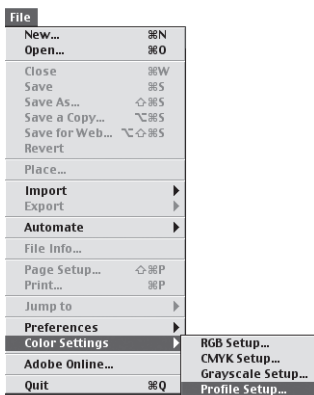 File
New... ⌘N
Open... ⌘O
Close ⌘W
Save ⌘S
Save As... ⇧⌘S
Save a Copy... ⌥⌘S
Save for Web... ⌥⇧⌘S
Revert
Place...
Import
Export
Automate
File Info...
Page Setup... ⇧⌘P
Print... ⌘P
Jump to
Preferences
Color Settings
Adobe Online...
Quit ⌘Q
RGB Setup...
CMYK Setup...
Grayscale Setup...
Profile Setup...